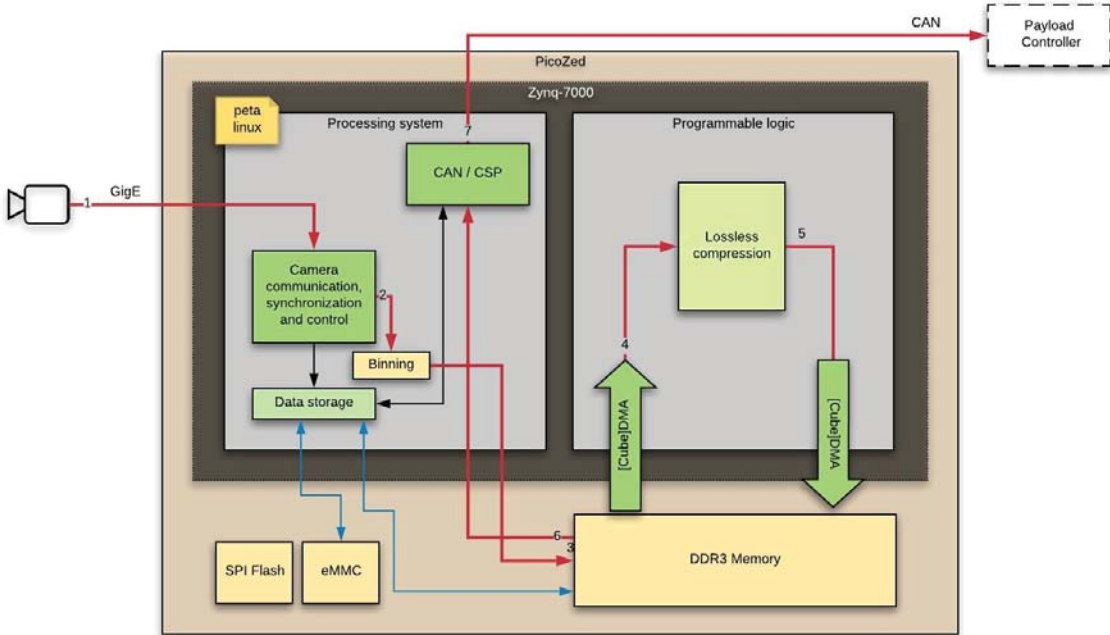 CAN
Payload
Controller
PicoZed
Zynq-7000
peta
linux
Processing system
Programmable logic
7
CAN / CSP
GigE
1
Lossless
compression
5
Camera
communication,
synchronization
and control
2
4
Binning
Data storage
[Cube]DMA
[Cube]DMA
6
3
DDR3 Memory
SPI Flash
eMMC